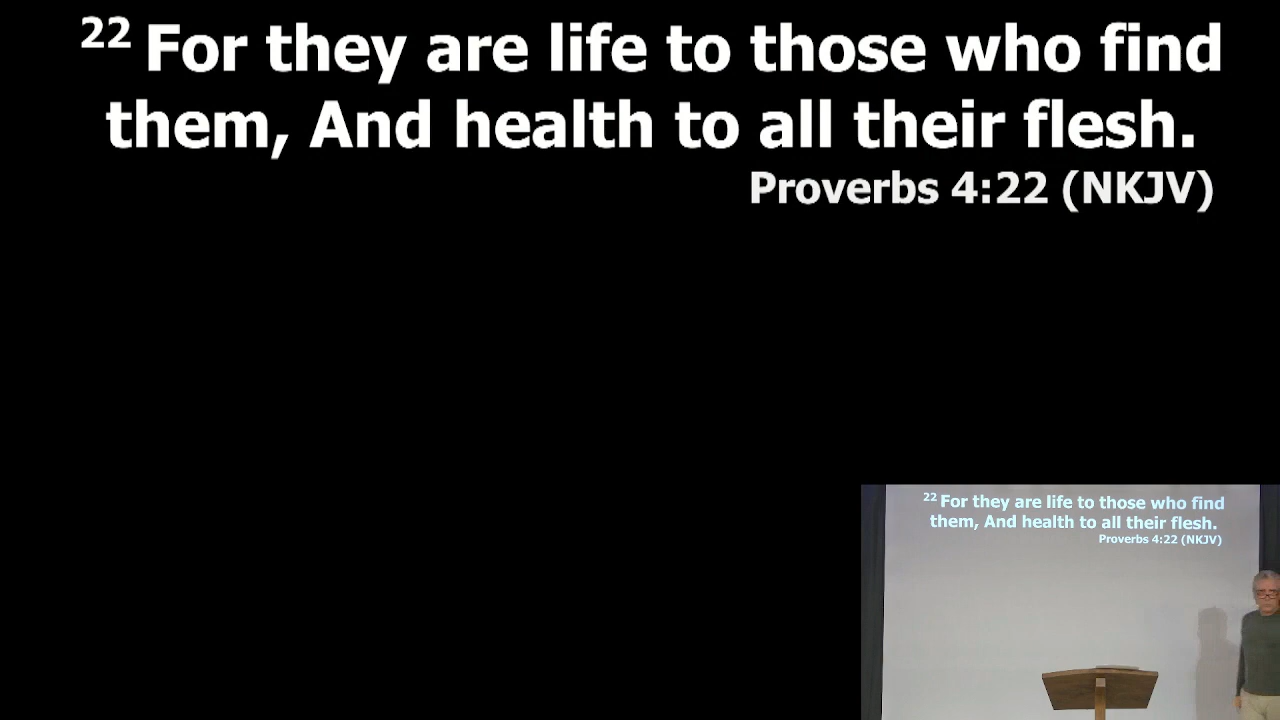 22 For they are life to those who find
them, And health to all their flesh.
Proverbs 4:22 (NKJV)
22 For they are life to those who find
them, And health to all their flesh.
Proverbs 4:22 (NKJV)